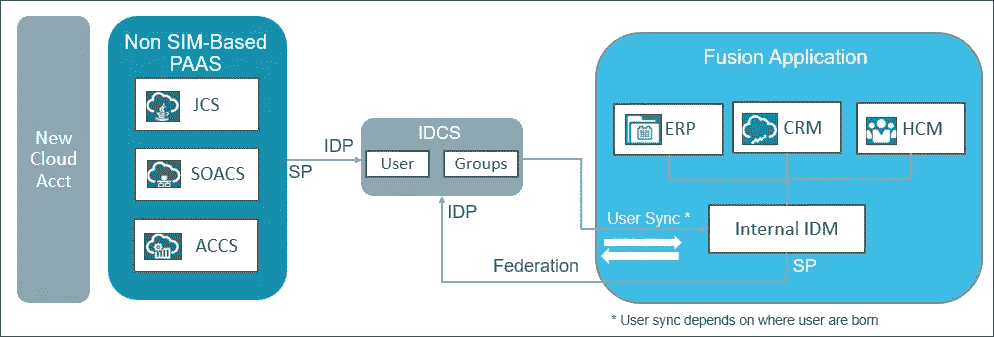 New
Cloud
Acct
Non SIM-Based
PAAS
JCS
SOACS
ACCS
IDP
SP
IDCS
User
Groups
IDP
Federation
Fusion Application
ERP
CRM
HCM
User Sync *
Internal IDM
SP
* User sync depends on where user are born